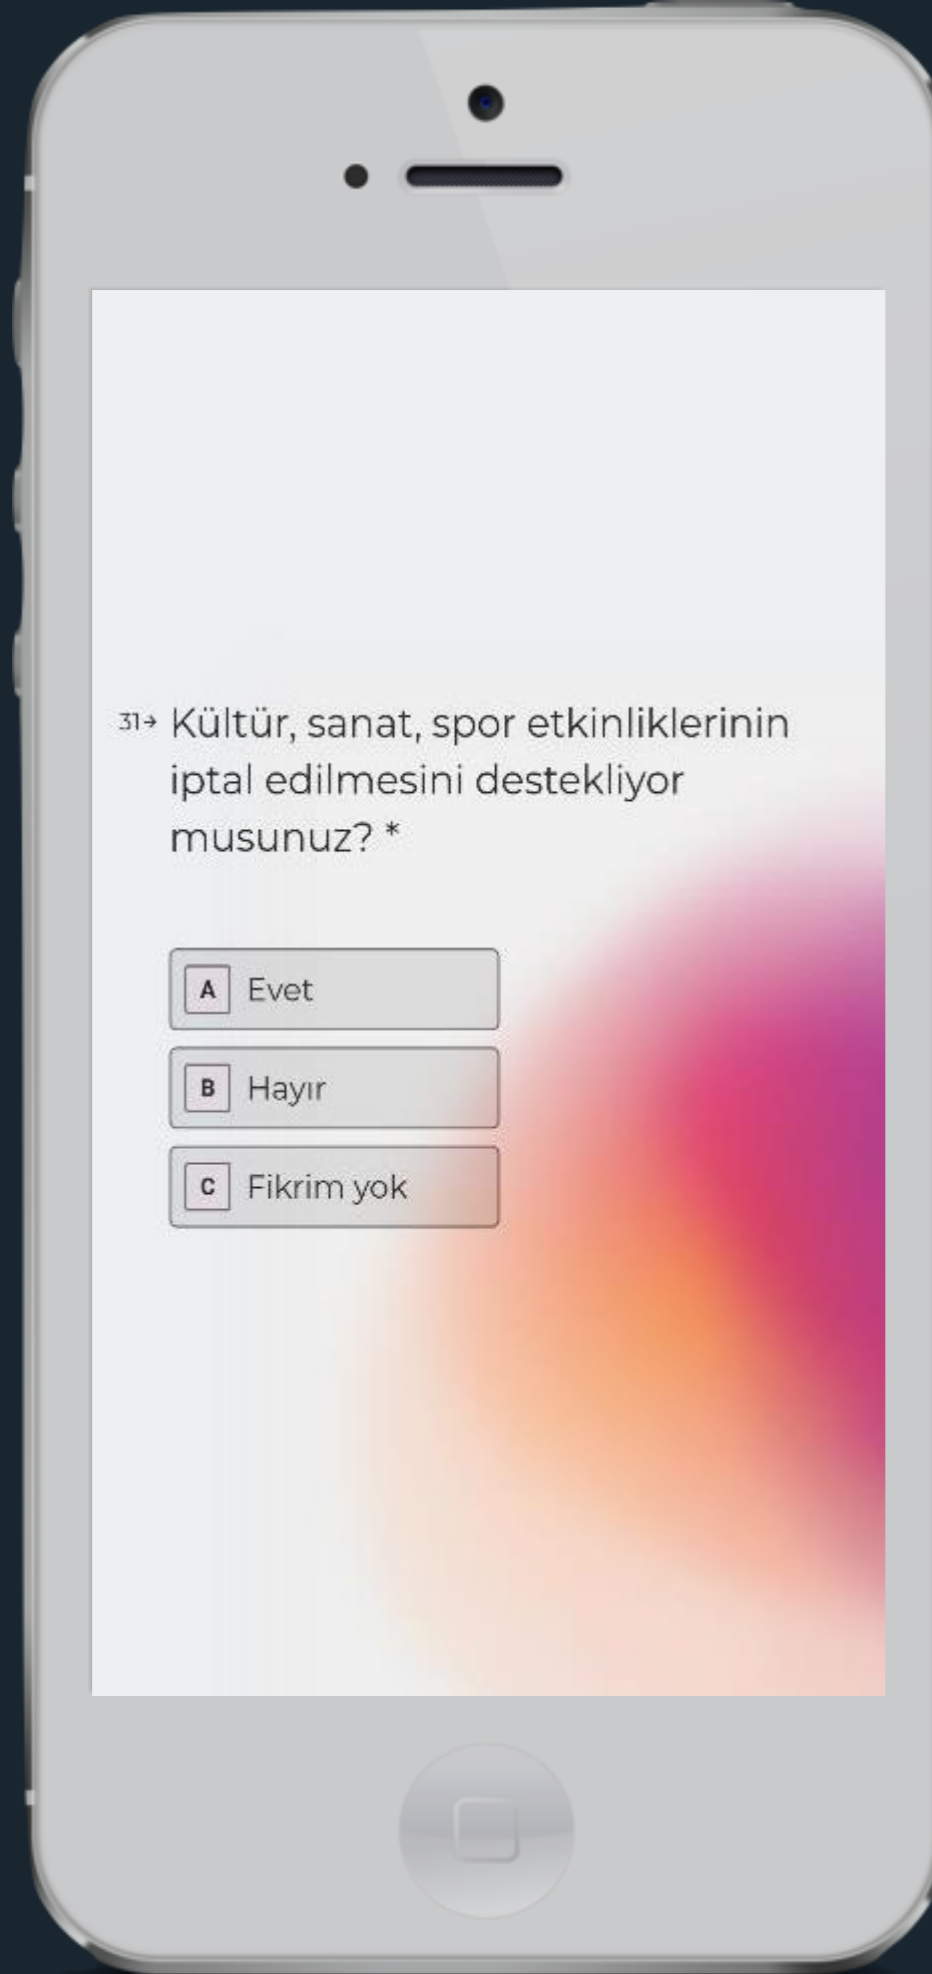 31→ Kültür, sanat, spor etkinliklerinin
iptal edilmesini destekliyor
musunuz? *
A Evet
B Hayır
C Fikrim yok